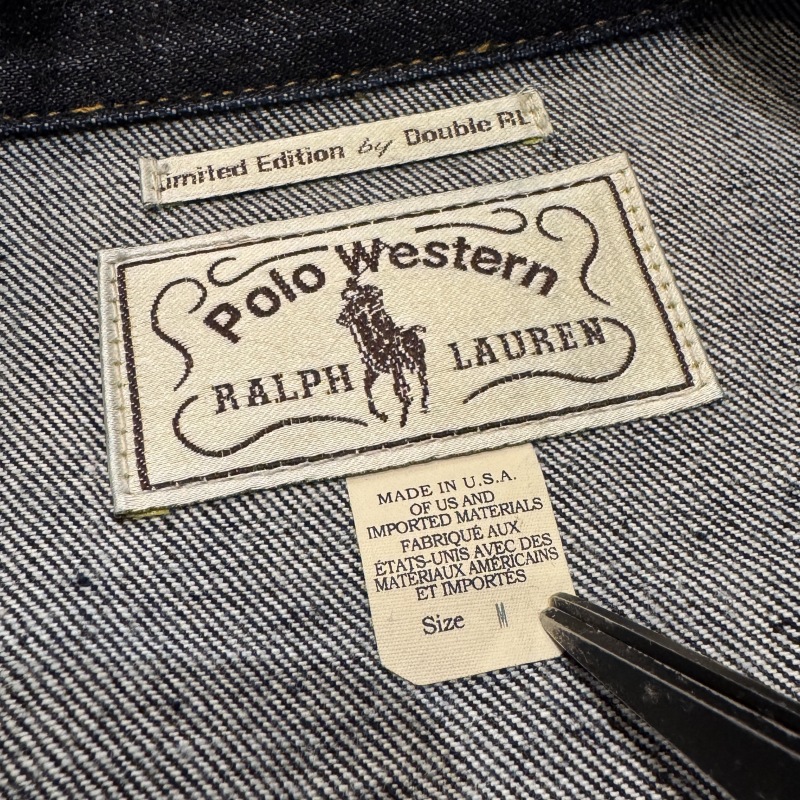 Limited Edition by Double RL
Polo Western
RALPH LAUREN
MADE IN U.S.A.
OF US AND
IMPORTED MATERIALS
FABRIQUÉ AUX
ÉTATS-UNIS AVEC DES
MATÉRIAUX AMÉRICAINS
ET IMPORTÉS
Size M